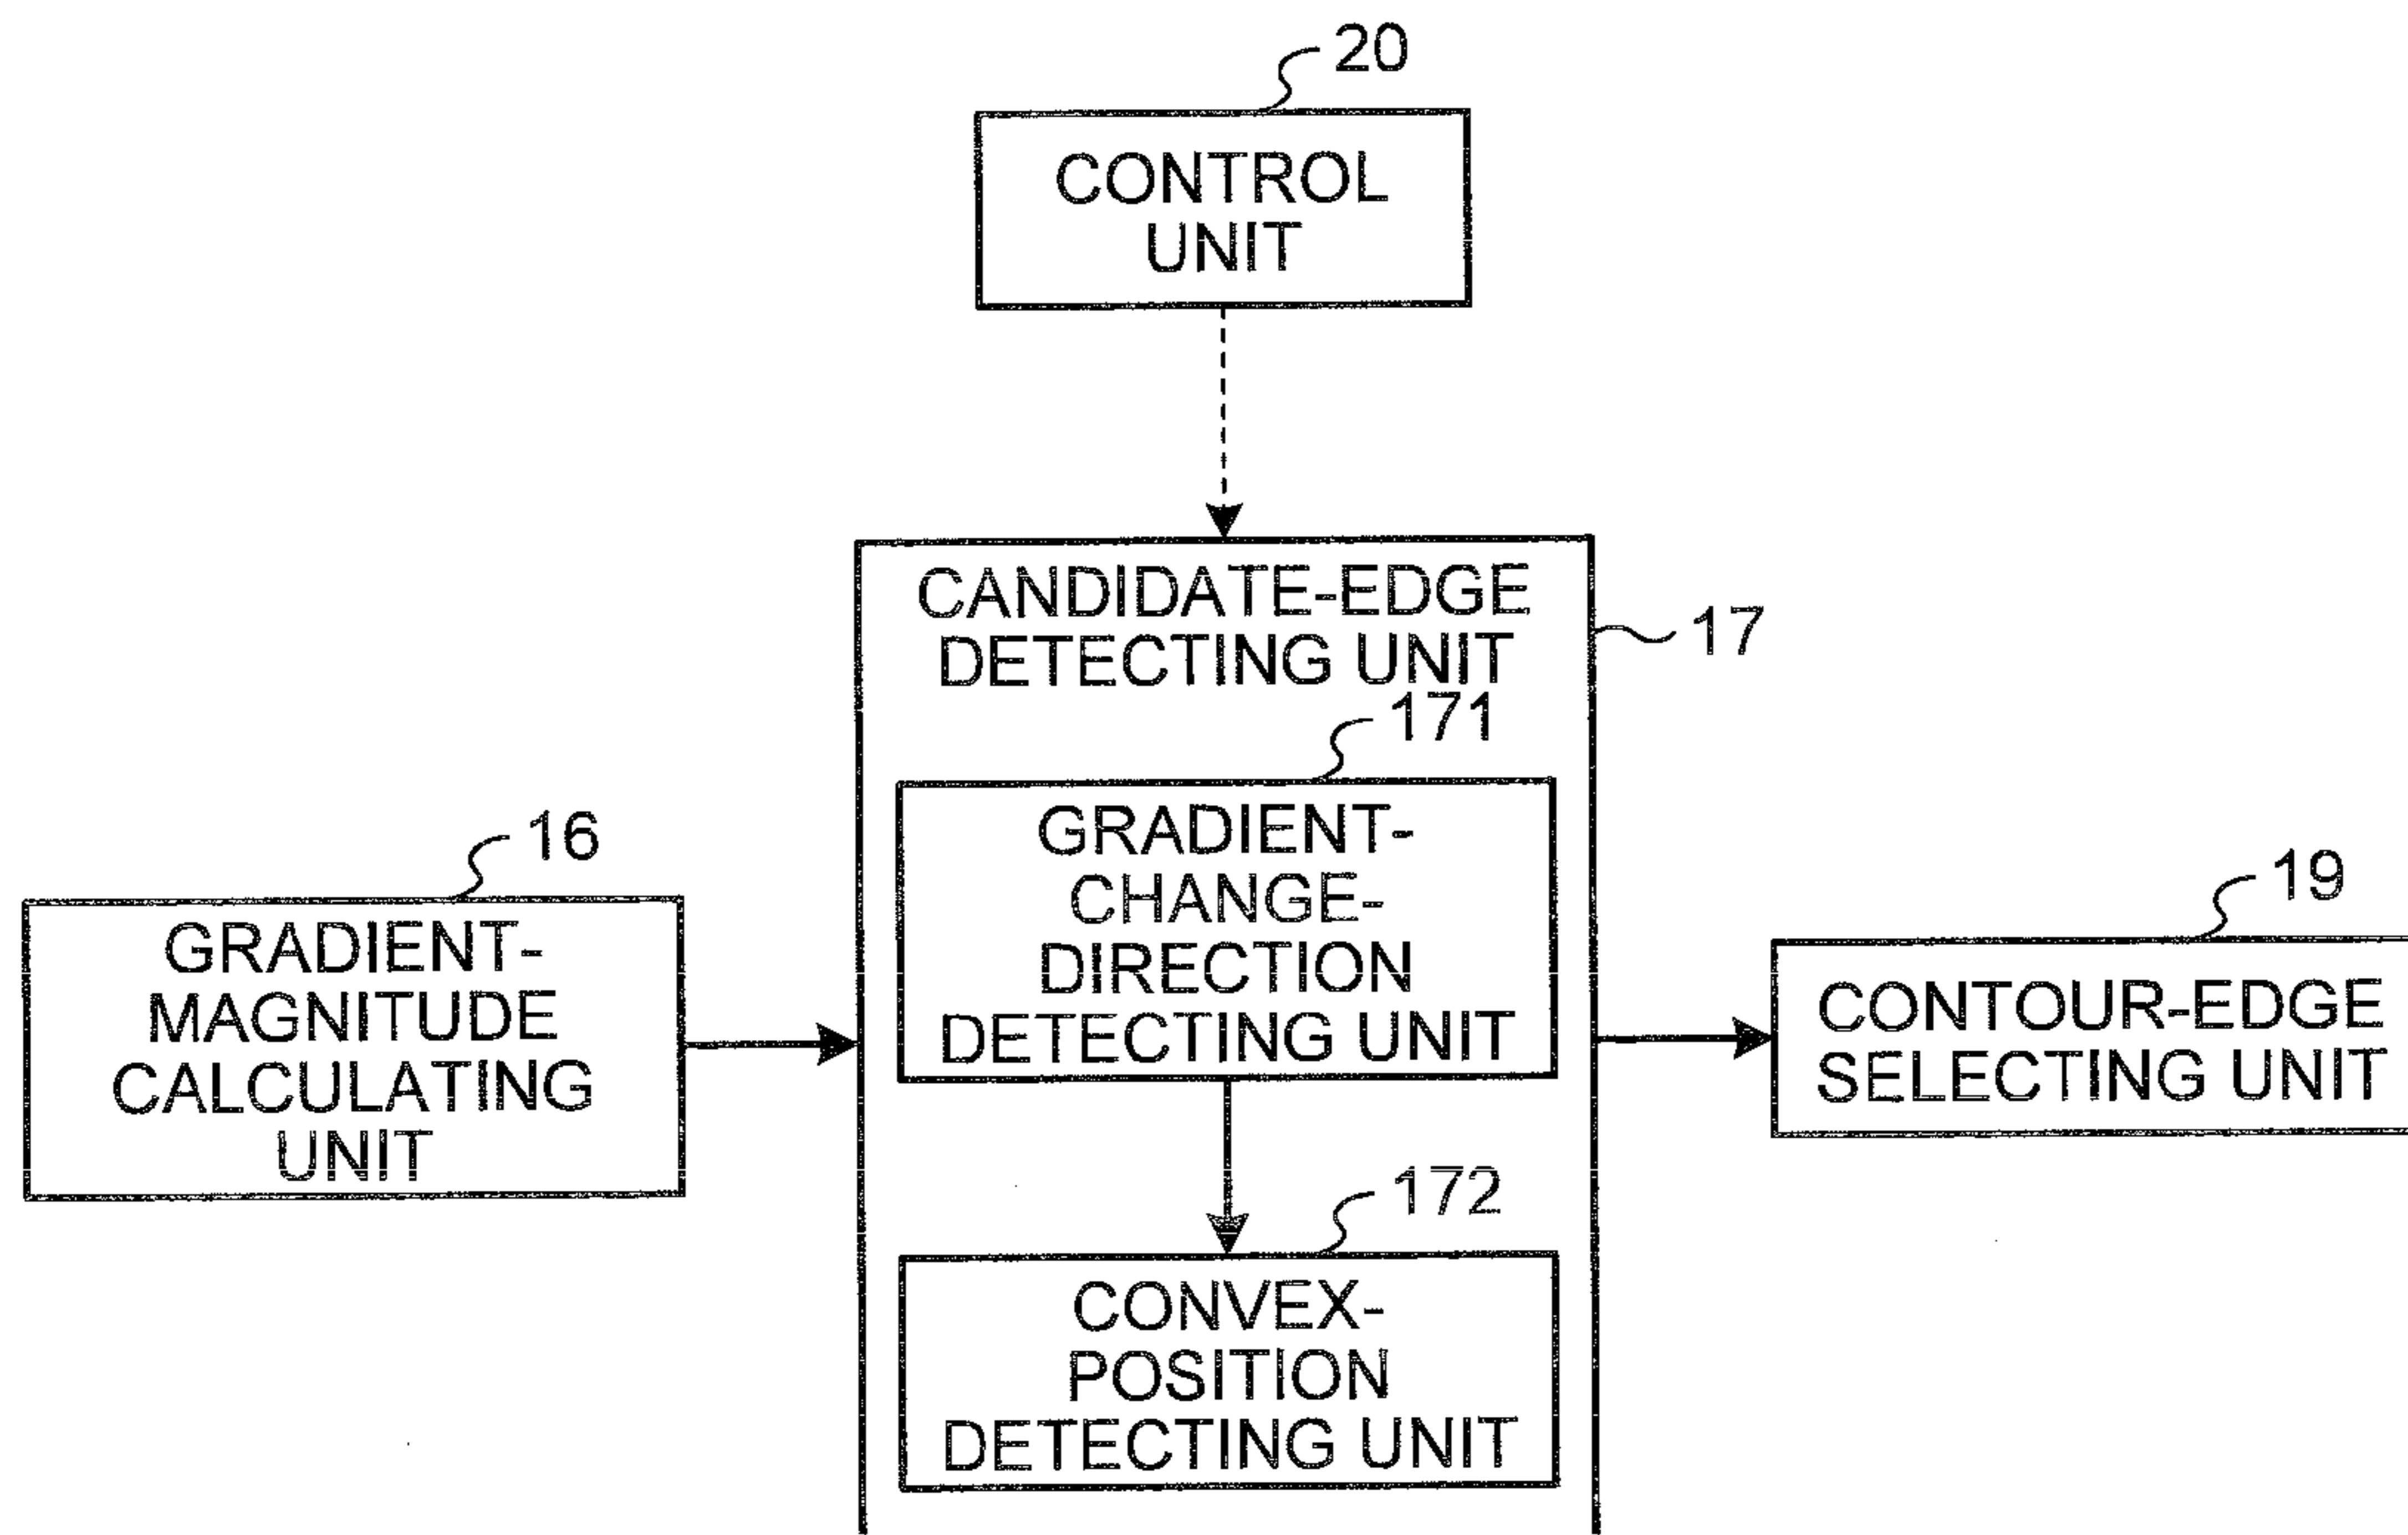 20
CONTROL
UNIT
CANDIDATE-EDGE
DETECTING UNIT
17
171
GRADIENT-
CHANGE-
DIRECTION
DETECTING UNIT
16
GRADIENT-
MAGNITUDE
CALCULATING
UNIT
19
CONTOUR-EDGE
SELECTING UNIT
172
CONVEX-
POSITION
DETECTING UNIT